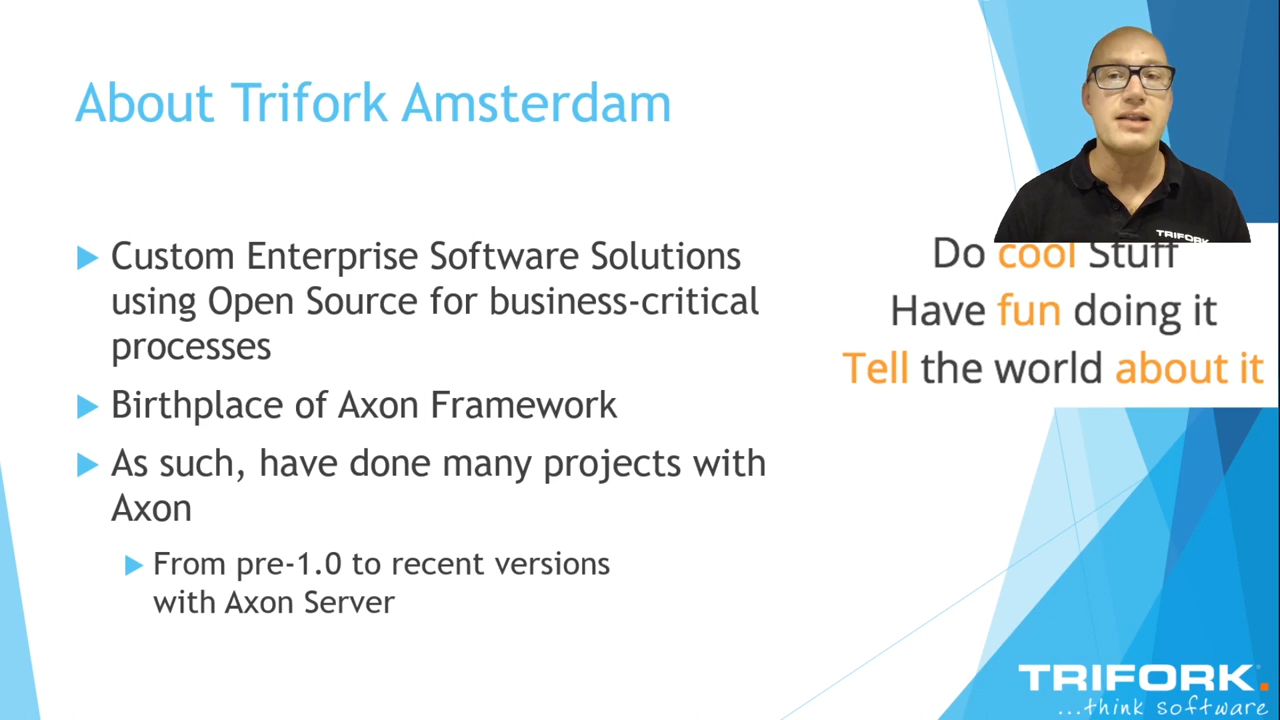 About Trifork Amsterdam
Custom Enterprise Software Solutions
using Open Source for business-critical
processes
Birthplace of Axon Framework
As such, have done many projects with
Axon
From pre-1.0 to recent versions
with Axon Server
TRIFORK.
Do cool Stuff
Have fun doing it
Tell the world about it
TRIFORK.
...think software